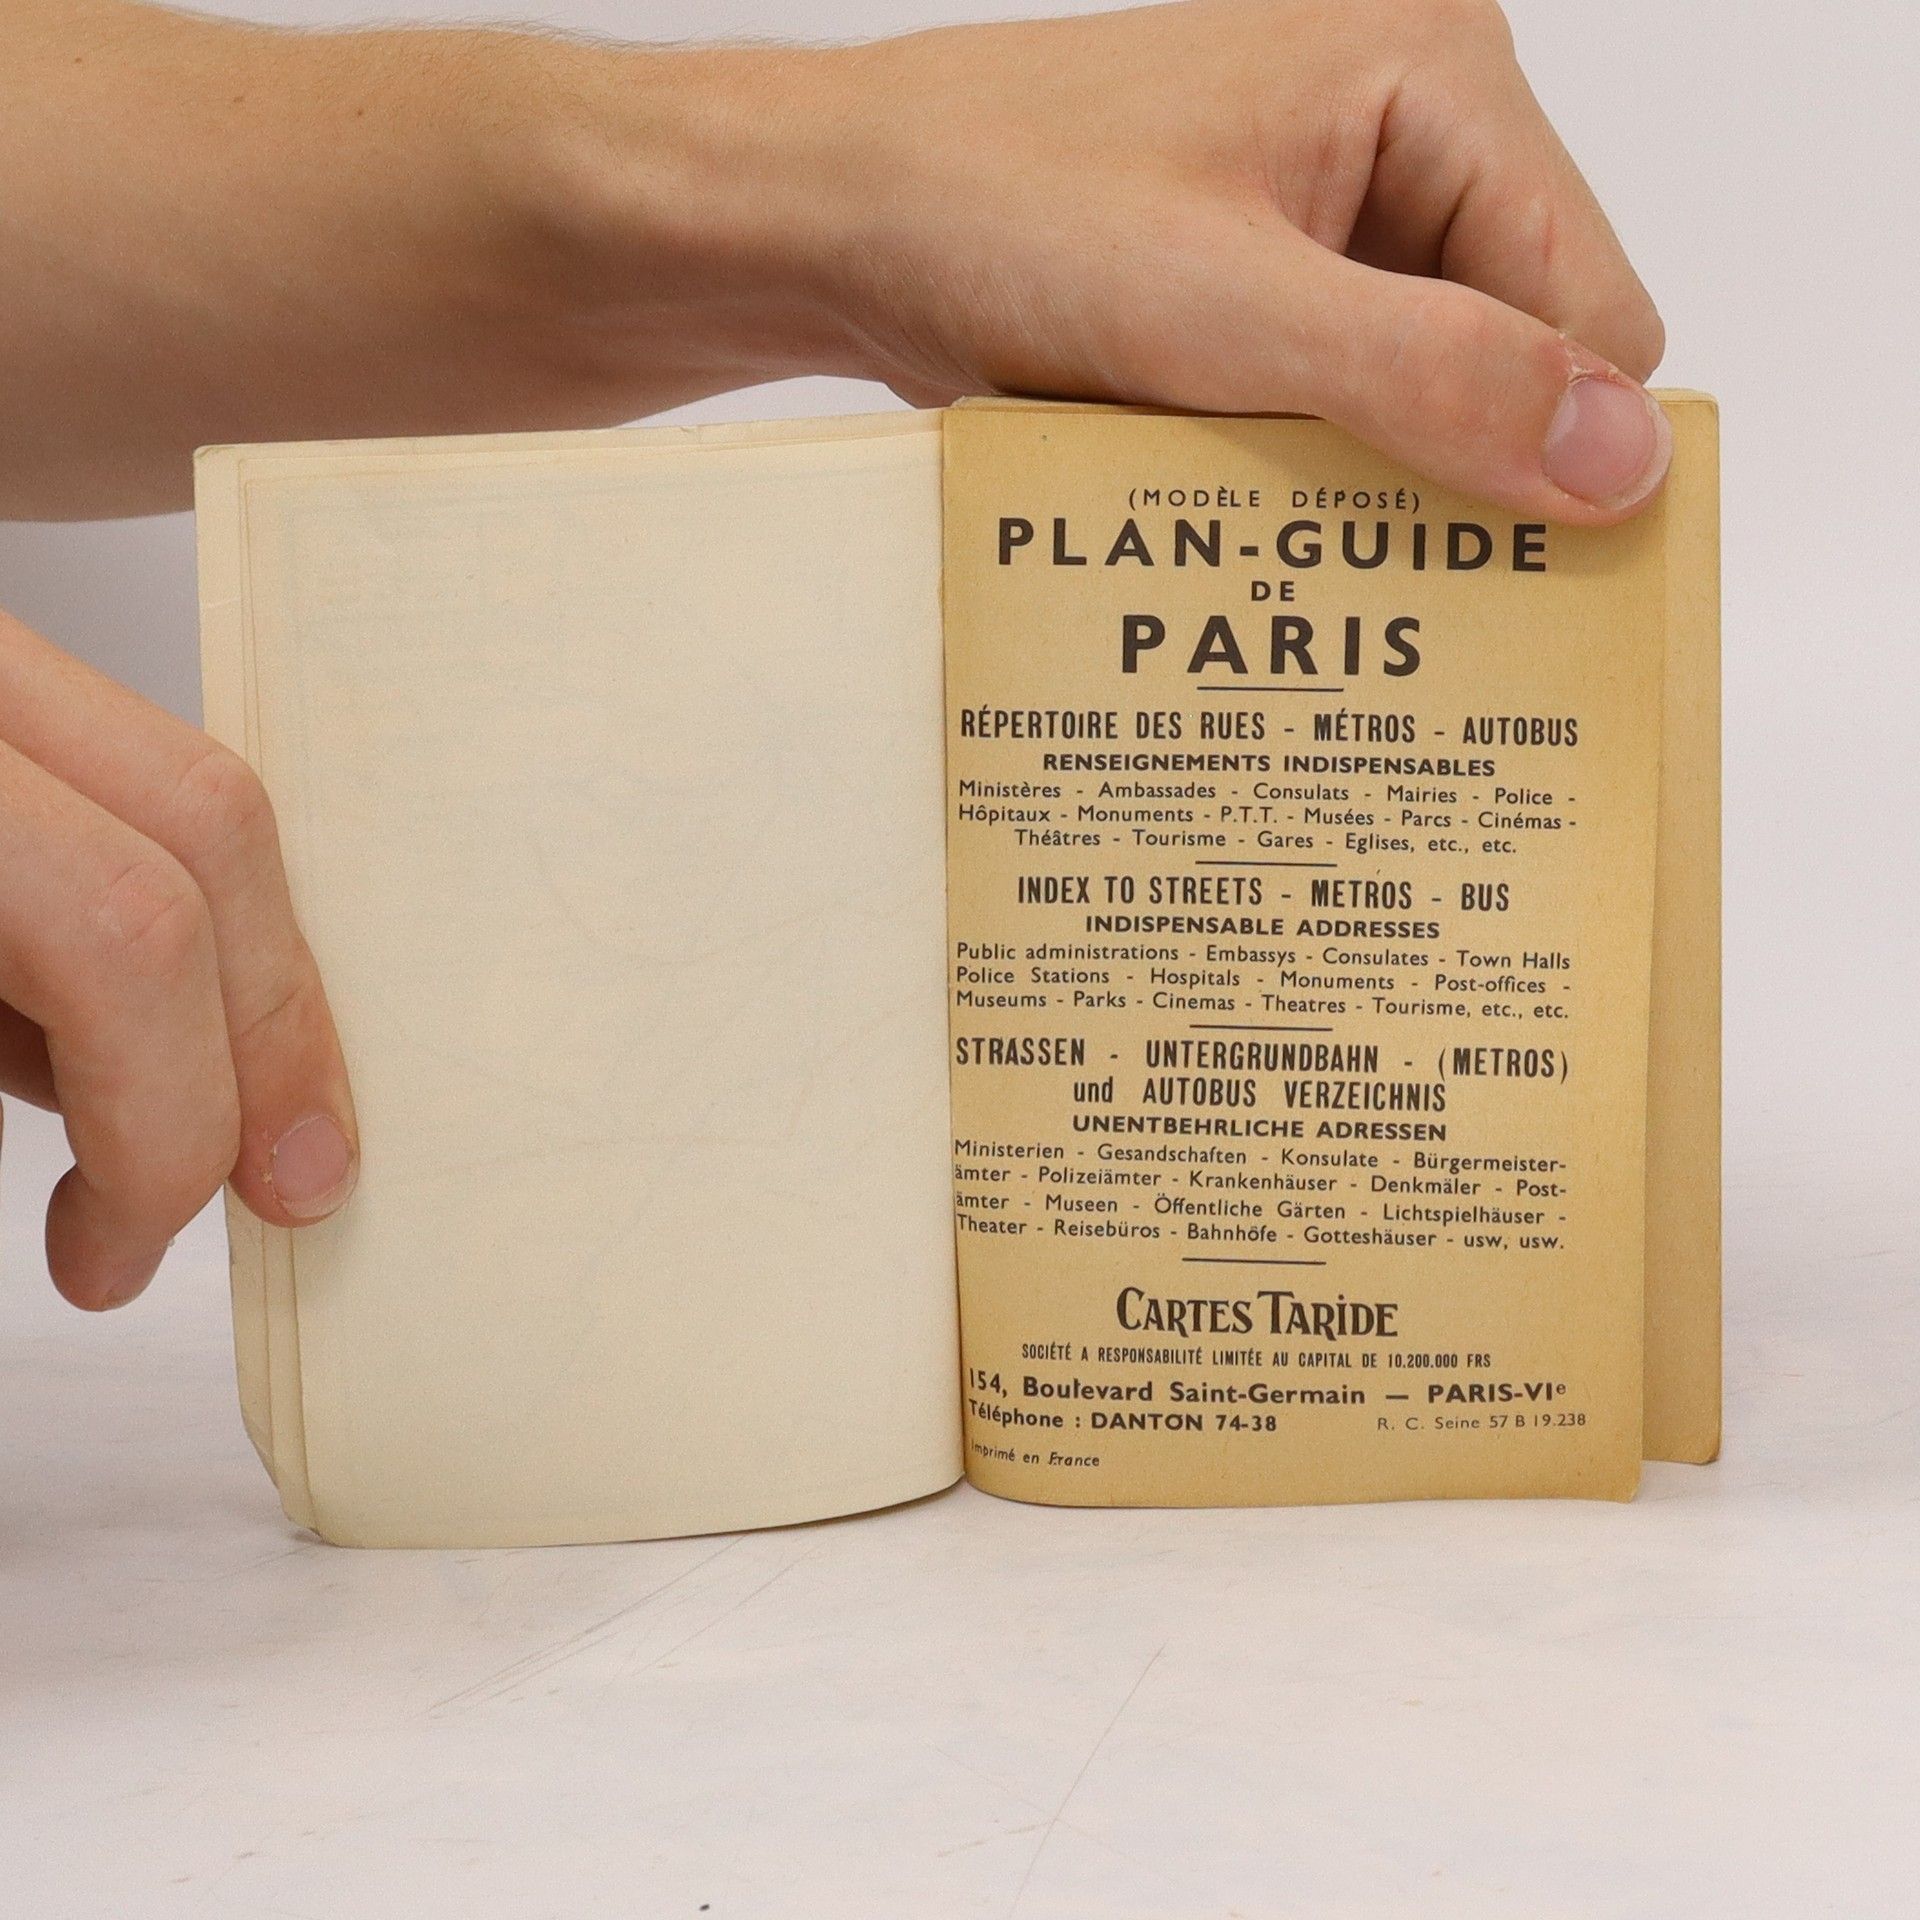 (MODÈLE DÉPOSÉ)
PLAN-GUIDE
DE
PARIS
RÉPERTOIRE DES RUES - MÉTROS - AUTOBUS
RENSEIGNEMENTS INDISPENSABLES
Ministères - Ambassades - Consulats - Mairies - Police -
Hôpitaux - Monuments - P.T.T. - Musées - Parcs - Cinémas -
Théâtres - Tourisme - Gares - Eglises, etc., etc.
INDEX TO STREETS - METROS - BUS
INDISPENSABLE ADDRESSES
Public administrations - Embassys - Consulates - Town Halls
Police Stations - Hospitals - Monuments - Post-offices -
Museums - Parks - Cinemas - Theatres - Tourisme, etc., etc.
STRASSEN - UNTERGRUNDBAHN - (METROS)
und AUTOBUS VERZEICHNIS
UNENTBEHRLICHE ADRESSEN
Ministerien - Gesandschaften - Konsulate - Bürgermeister-
ämter - Polizeiämter - Krankenhäuser - Denkmäler - Post-
ämter - Museen - Öffentliche Gärten - Lichtspielhäuser -
Theater - Reisebüros - Bahnhôfe - Gotteshäuser - usw, usw.
CARTES TARIDE
SOCIÉTÉ A RESPONSABILITÉ LIMITÉE AU CAPITAL DE 10.200.000 FRS
154, Boulevard Saint-Germain — PARIS-VIe
Téléphone : DANTON 74-38 R. C. Seine 57 B 19.238
Imprimé en France